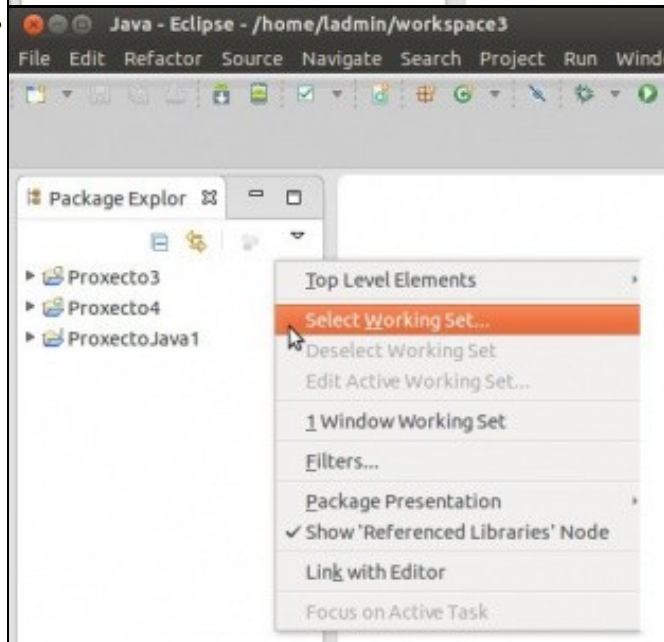 Java - Eclipse - /home/ladmin/workspace3
File Edit Refactor Source Navigate Search Project Run Wind
Package Explor
Proxecto3
Proxecto4
ProxectoJava1
Top Level Elements
Select Working Set...
Deselect Working Set
Edit Active Working Set...
1 Window Working Set
Filters...
Package Presentation
Show 'Referenced Libraries' Node
Link with Editor
Focus on Active Task